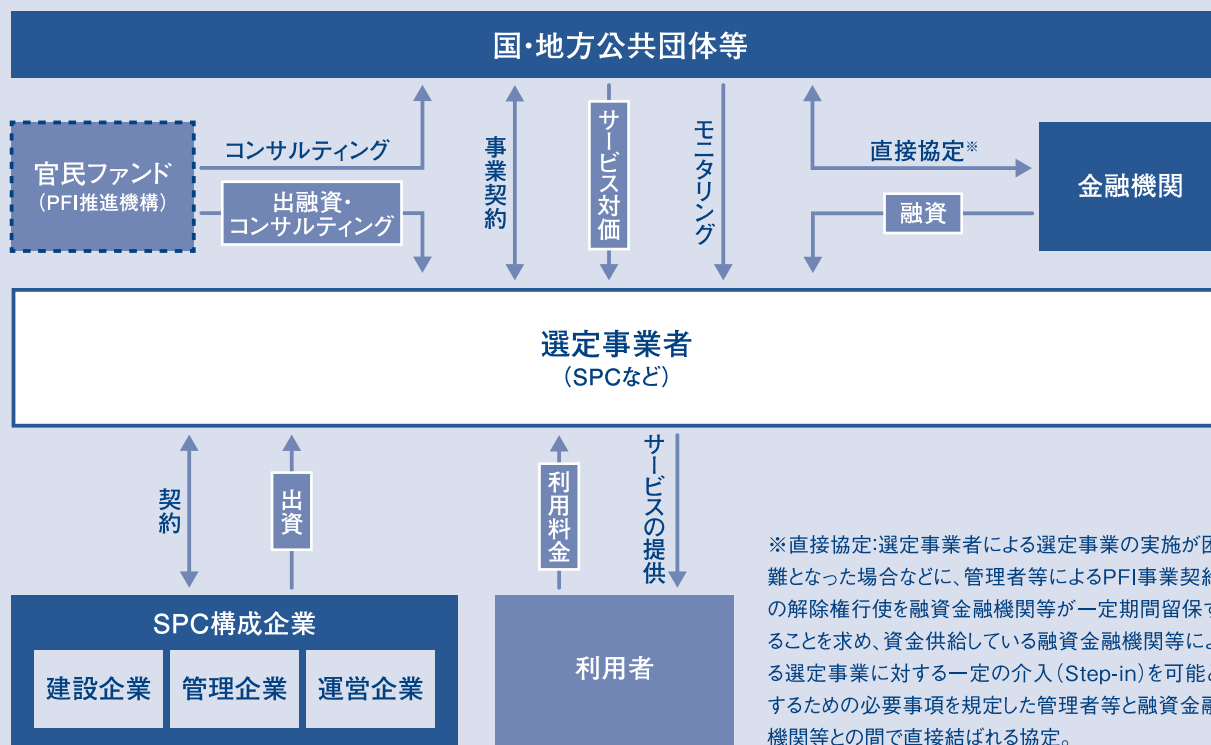 国・地方公共団体等
官民ファンド
（PFI推進機構）
コンサルティング
出融資・
コンサルティング
事業契約
サービス対価
モニタリング
直接協定※
融資
金融機関
選定事業者
（SPCなど）
契約
出資
利用料金
サービスの提供
SPC構成企業
建設企業
管理企業
運営企業
利用者
※直接協定:選定事業者による選定事業の実施が困
難となった場合などに、管理者等によるPFI事業契約
の解除権行使を融資金融機関等が一定期間留保す
ることを求め、資金供給している融資金融機関等によ
る選定事業に対する一定の介入（Step-in）を可能と
するための必要事項を規定した管理者等と融資金融
機関等との間で直接結ばれる協定。